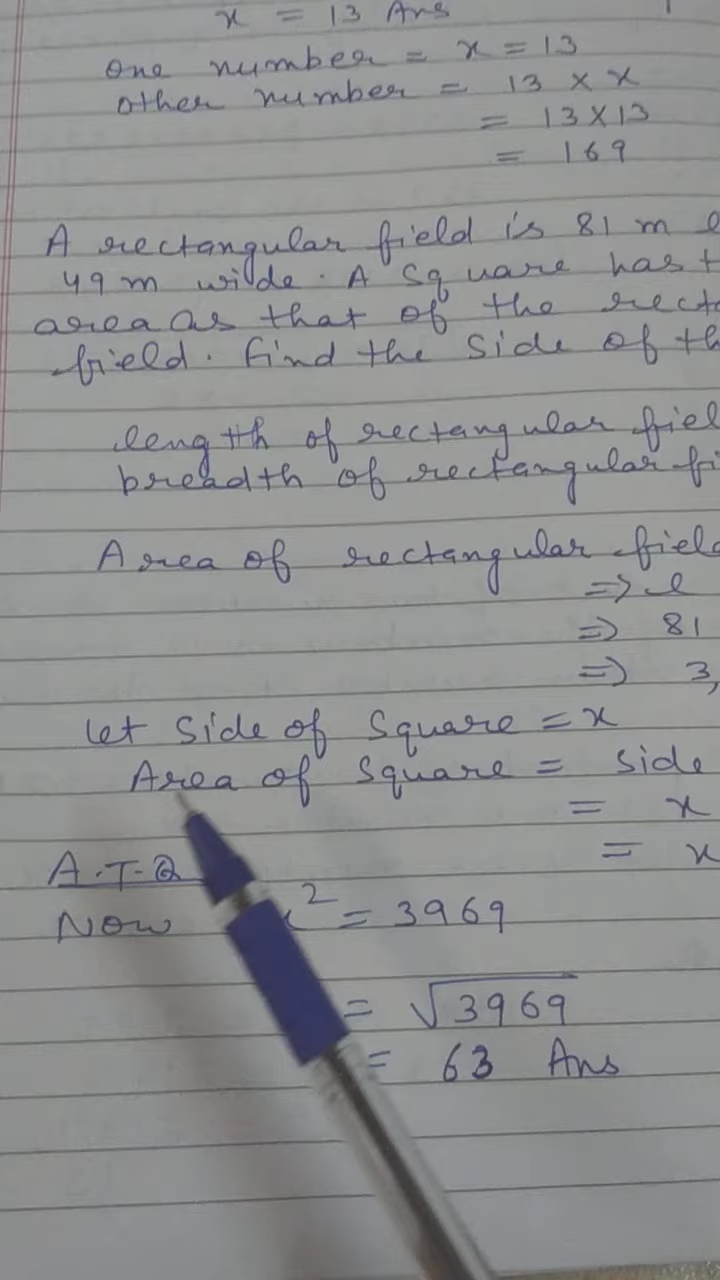 x = 13 Ans
one number = x = 13
other number = 13 × x
= 13×13
= 169
A rectangular field is 81 m
49 m wide. A Square has
area as that of the
field. Find the side of
length of rectangular
breadth of rectangular
Area of rectangular field
=> l
=> 81
=> 3,
let side of square = x
Area of square = side
= x
= x
A.T.Q
Now ² = 3969
= √3969
= 63 Ans